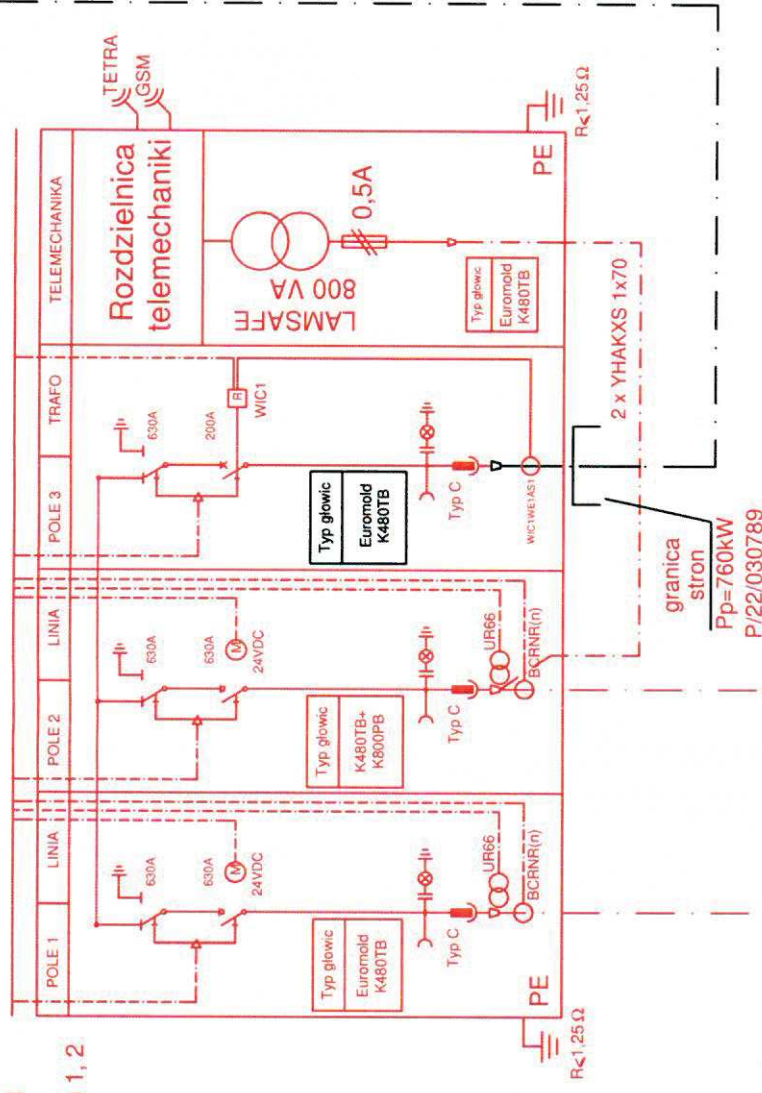 1, 2
POLE 1
LINIA
POLE 2
LINIA
POLE 3
TRAFO
TELEMECHANIKA
630A
630A
M
24VDC
Typ głowic
Euromold
K480TB
Typ C
UR66
BCRNR(n)
PE
R≤1,25Ω
630A
630A
M
24VDC
Typ głowic
K480TB+
K800PB
Typ C
UR66
BCRNR(n)
630A
200A
R
WIC1
Typ głowic
Euromold
K480TB
Typ C
WIC1WE1AS1
Rozdzielnica
telemechaniki
TETRA
GSM
LAMSAFE
800 VA
0,5A
Typ głowic
Euromold
K480TB
PE
R≤1,25Ω
2 x YHAKXS 1x70
granica
stron
Pp=760kW
P/22/030789